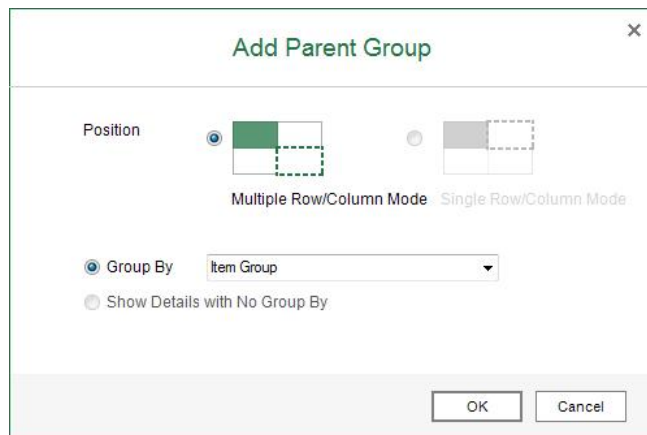 Add Parent Group
Position
Multiple Row/Column Mode Single Row/Column Mode
Group By Item Group
Show Details with No Group By
OK Cancel